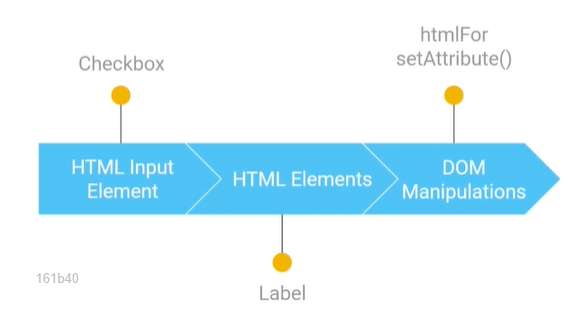 htmlFor
setAttribute()
Checkbox
HTML Input
Element
HTML Elements
DOM
Manipulations
161b40
Label